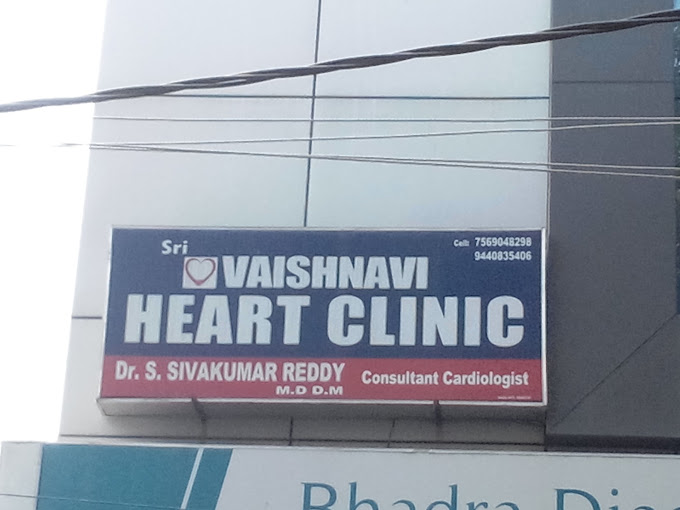 Sri
VAISHNAVI
Cell: 7569048298
9440835406
HEART CLINIC
Dr. S. SIVAKUMAR REDDY
M.D D.M
Consultant Cardiologist
Bhadra